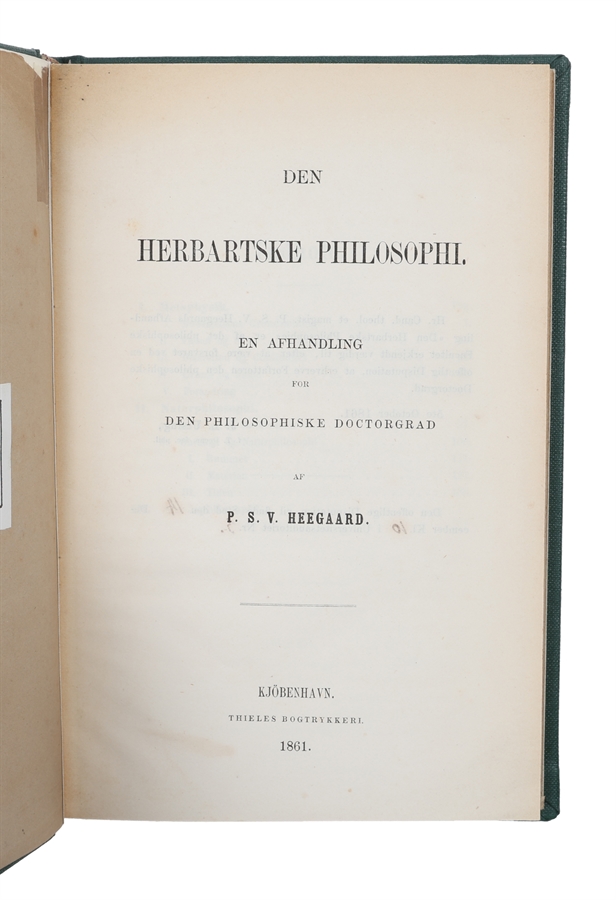 DEN
HERBARTSKE PHILOSOPHI.
EN AFHANDLING
FOR
DEN PHILOSOPHISKE DOCTORGRAD
AF
P. S. V. HEEGAARD.
KJÖBENHAVN.
THIELES BOGTRYKKERI.
1861.